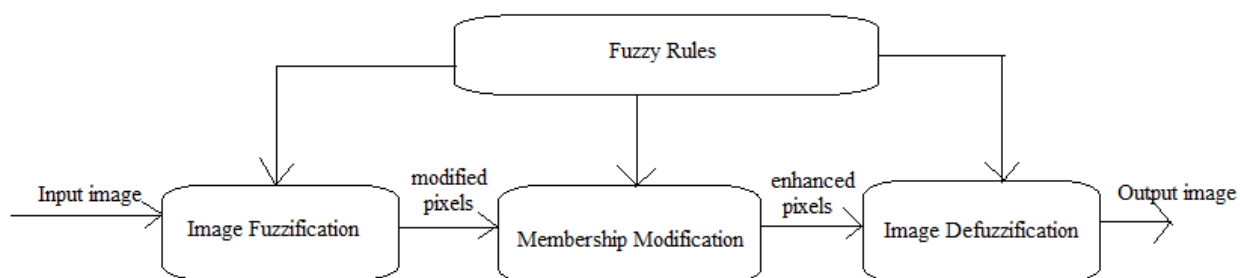 Fuzzy Rules
Input image
Image Fuzzification
modified
pixels
Membership Modification
enhanced
pixels
Image Defuzzification
Output image